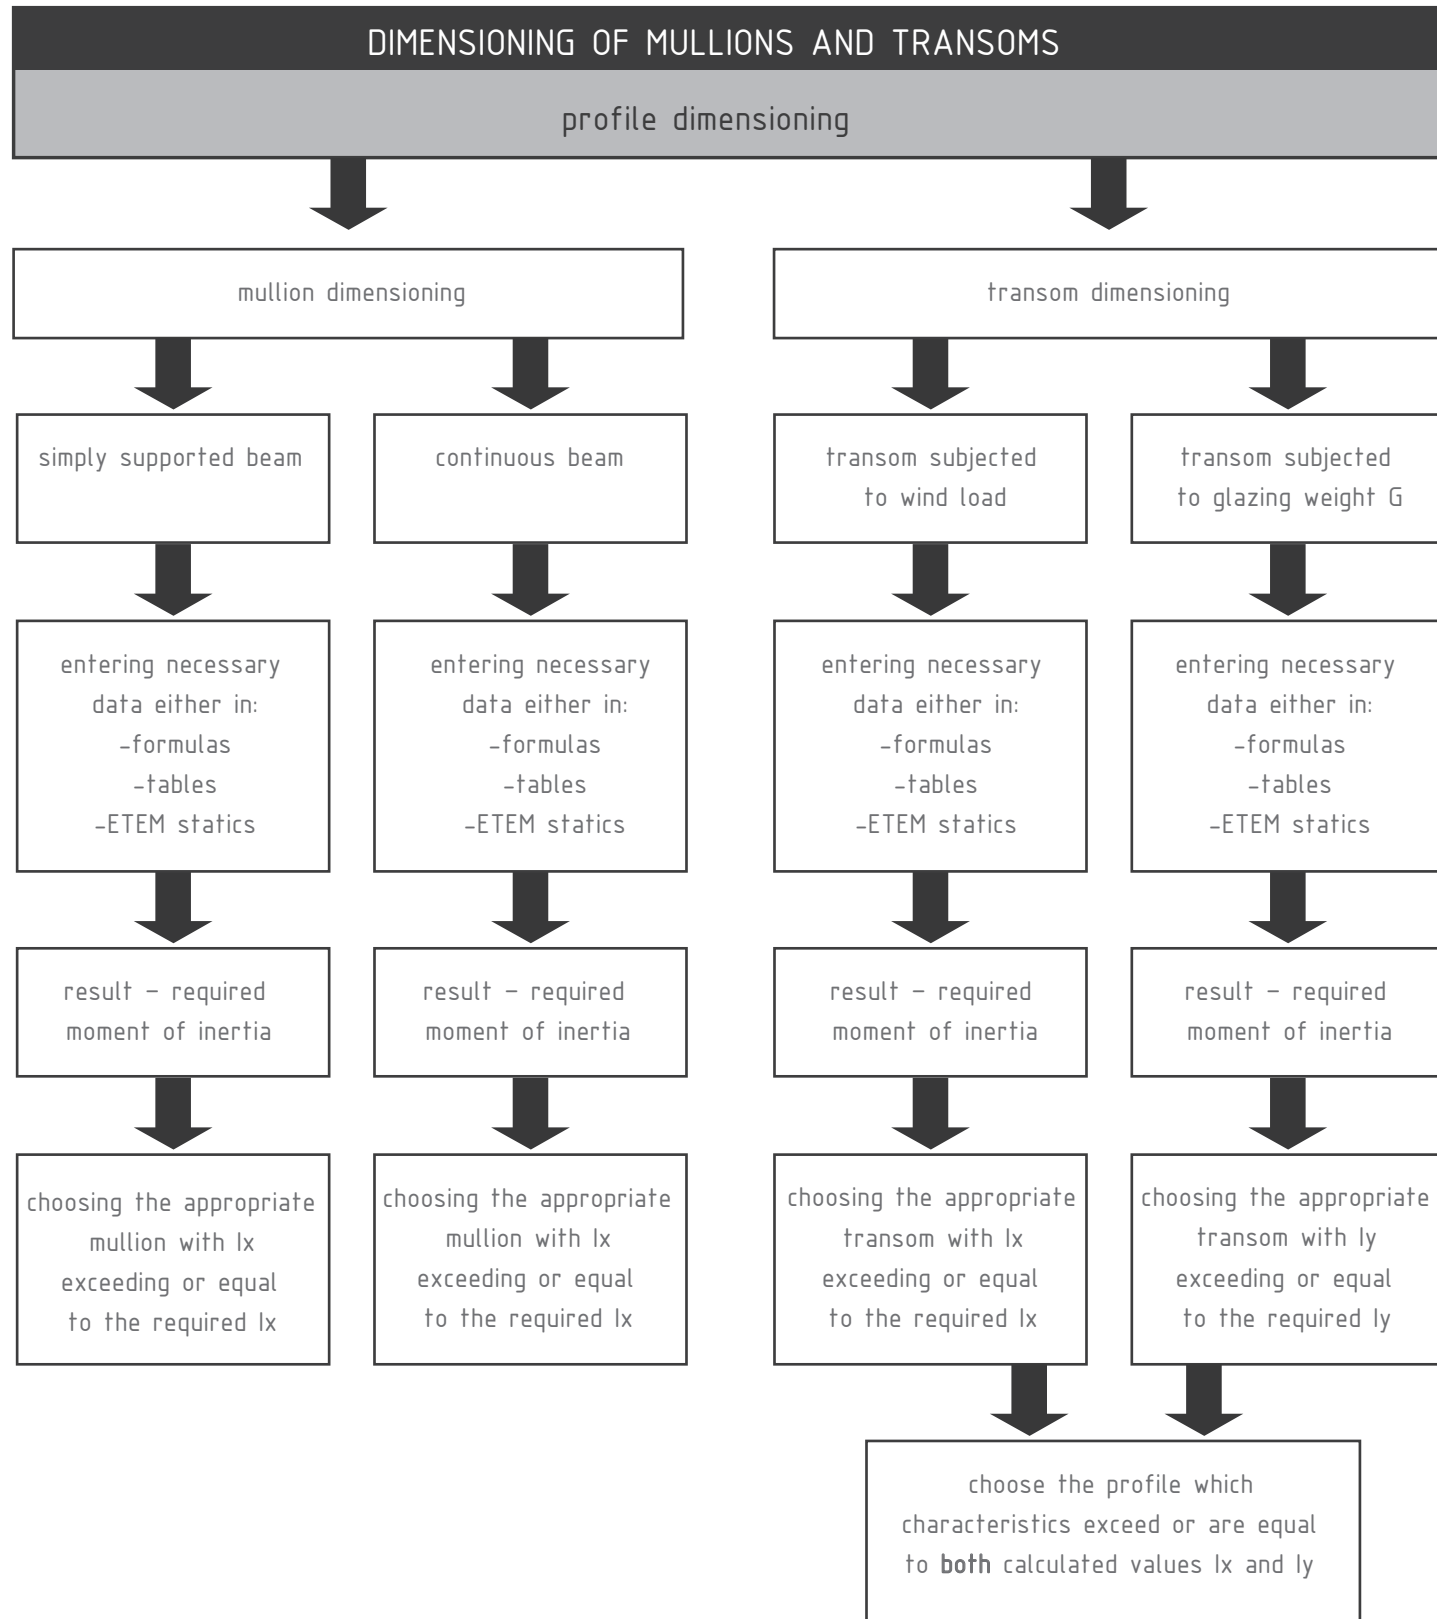 DIMENSIONING OF MULLIONS AND TRANSOMS
profile dimensioning
mullion dimensioning
transom dimensioning
simply supported beam
continuous beam
transom subjected
to wind load
transom subjected
to glazing weight G
entering necessary
data either in:
-formulas
-tables
-ETEM statics
entering necessary
data either in:
-formulas
-tables
-ETEM statics
entering necessary
data either in:
-formulas
-tables
-ETEM statics
entering necessary
data either in:
-formulas
-tables
-ETEM statics
result - required
moment of inertia
result - required
moment of inertia
result - required
moment of inertia
result - required
moment of inertia
choosing the appropriate
mullion with Ix
exceeding or equal
to the required Ix
choosing the appropriate
mullion with Ix
exceeding or equal
to the required Ix
choosing the appropriate
transom with Ix
exceeding or equal
to the required Ix
choosing the appropriate
transom with Iy
exceeding or equal
to the required Iy
choose the profile which
characteristics exceed or are equal
to both calculated values Ix and Iy